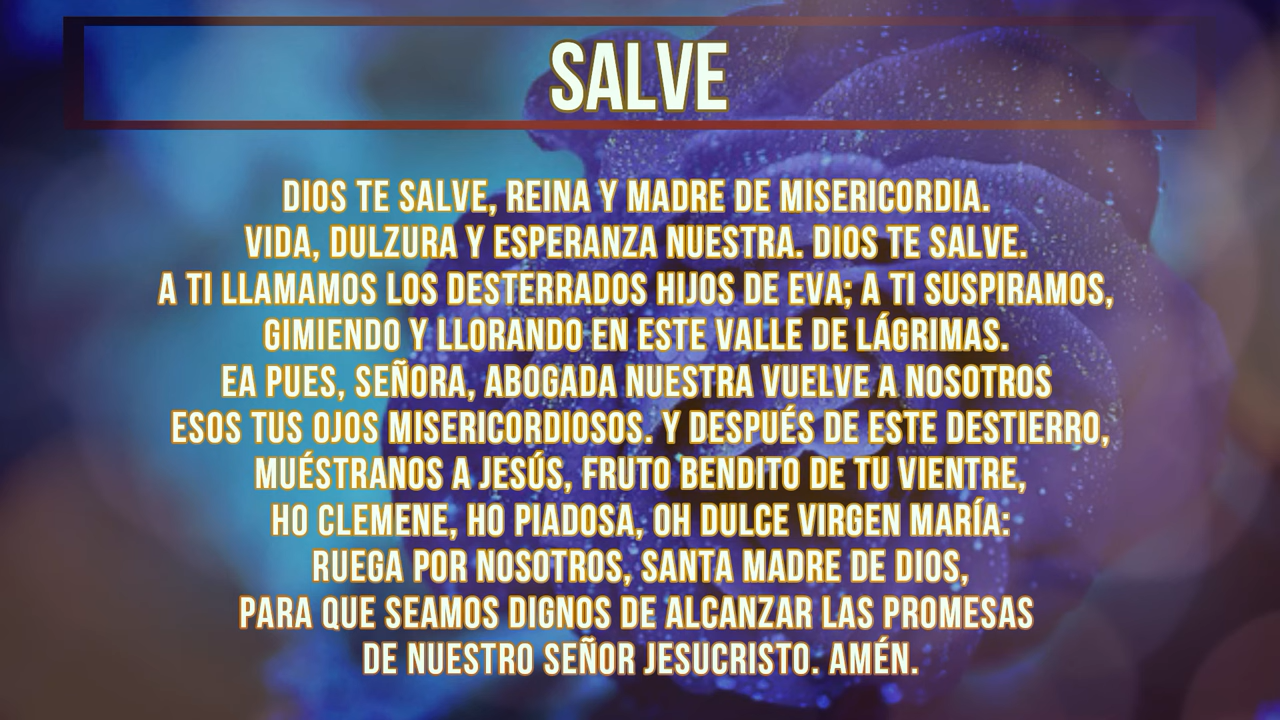 SALVE
DIOS TE SALVE, REINA Y MADRE DE MISERICORDIA.
VIDA, DULZURA Y ESPERANZA NUESTRA. DIOS TE SALVE.
A TI LLAMAMOS LOS DESTERRADOS HIJOS DE EVA; A TI SUSPIRAMOS,
GIMIENDO Y LLORANDO EN ESTE VALLE DE LÁGRIMAS.
EA PUES, SEÑORA, ABOGADA NUESTRA VUELVE A NOSOTROS
ESOS TUS OJOS MISERICORDIOSOS. Y DESPUÉS DE ESTE DESTIERRO,
MUÉSTRANOS A JESÚS, FRUTO BENDITO DE TU VIENTRE,
HO CLEMENE, HO PIADOSA, OH DULCE VIRGEN MARÍA:
RUEGA POR NOSOTROS, SANTA MADRE DE DIOS,
PARA QUE SEAMOS DIGNOS DE ALCANZAR LAS PROMESAS
DE NUESTRO SEÑOR JESUCRISTO. AMÉN.